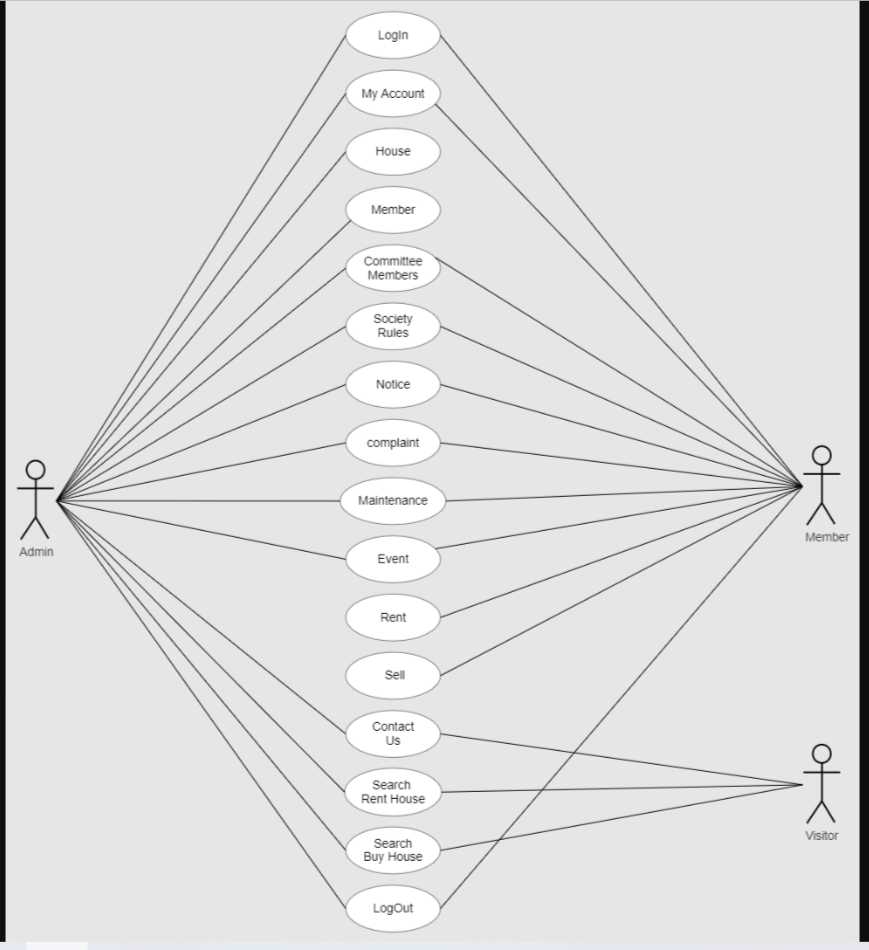 LogIn
My Account
House
Member
Committee
Members
Society
Rules
Notice
complaint
Maintenance
Event
Rent
Sell
Contact
Us
Search
Rent House
Search
Buy House
LogOut
Admin
Member
Visitor